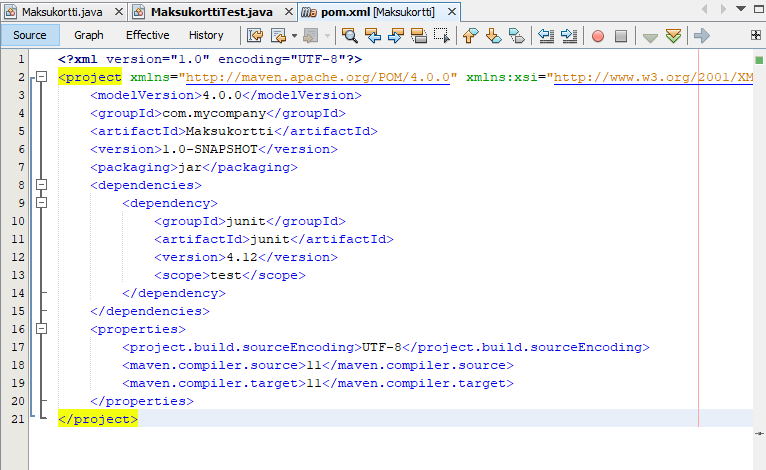 Maksukortti.java MaksukorttiTest.java pom.xml [Maksukortti]
Source Graph Effective History
1 <?xml version="1.0" encoding="UTF-8"?>
2 <project xmlns="http://maven.apache.org/POM/4.0.0" xmlns:xsi="http://www.w3.org/2001/XM
3 <modelVersion>4.0.0</modelVersion>
4 <groupId>com.mycompany</groupId>
5 <artifactId>Maksukortti</artifactId>
6 <version>1.0-SNAPSHOT</version>
7 <packaging>jar</packaging>
8 <dependencies>
9 <dependency>
10 <groupId>junit</groupId>
11 <artifactId>junit</artifactId>
12 <version>4.12</version>
13 <scope>test</scope>
14 </dependency>
15 </dependencies>
16 <properties>
17 <project.build.sourceEncoding>UTF-8</project.build.sourceEncoding>
18 <maven.compiler.source>11</maven.compiler.source>
19 <maven.compiler.target>11</maven.compiler.target>
20 </properties>
21 </project>